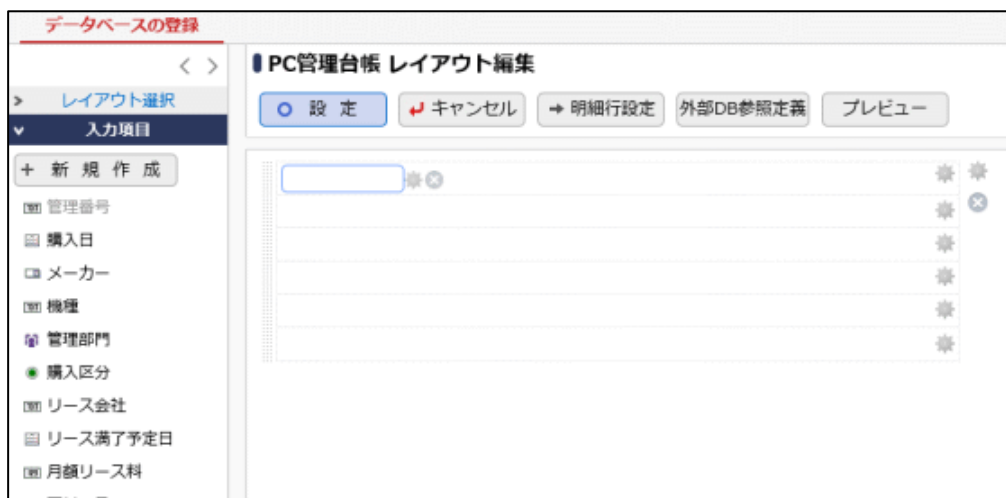 データベースの登録
PC管理台帳 レイアウト編集
レイアウト選択
入力項目
設 定
キャンセル
明細行設定
外部DB参照定義
プレビュー
+ 新 規 作 成
管理番号
購入日
メーカー
機種
管理部門
購入区分
リース会社
リース満了予定日
月額リース料